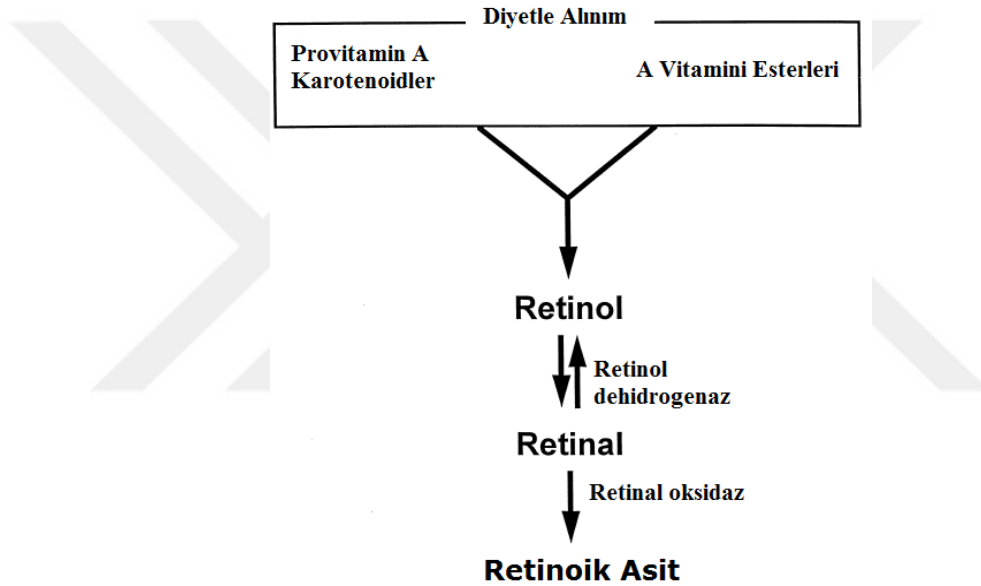 Diyetle Alınım
Provitamin A
Karotenoidler
A Vitamini Esterleri
Retinol
Retinol
dehidrogenaz
Retinal
Retinal oksidaz
Retinoik Asit